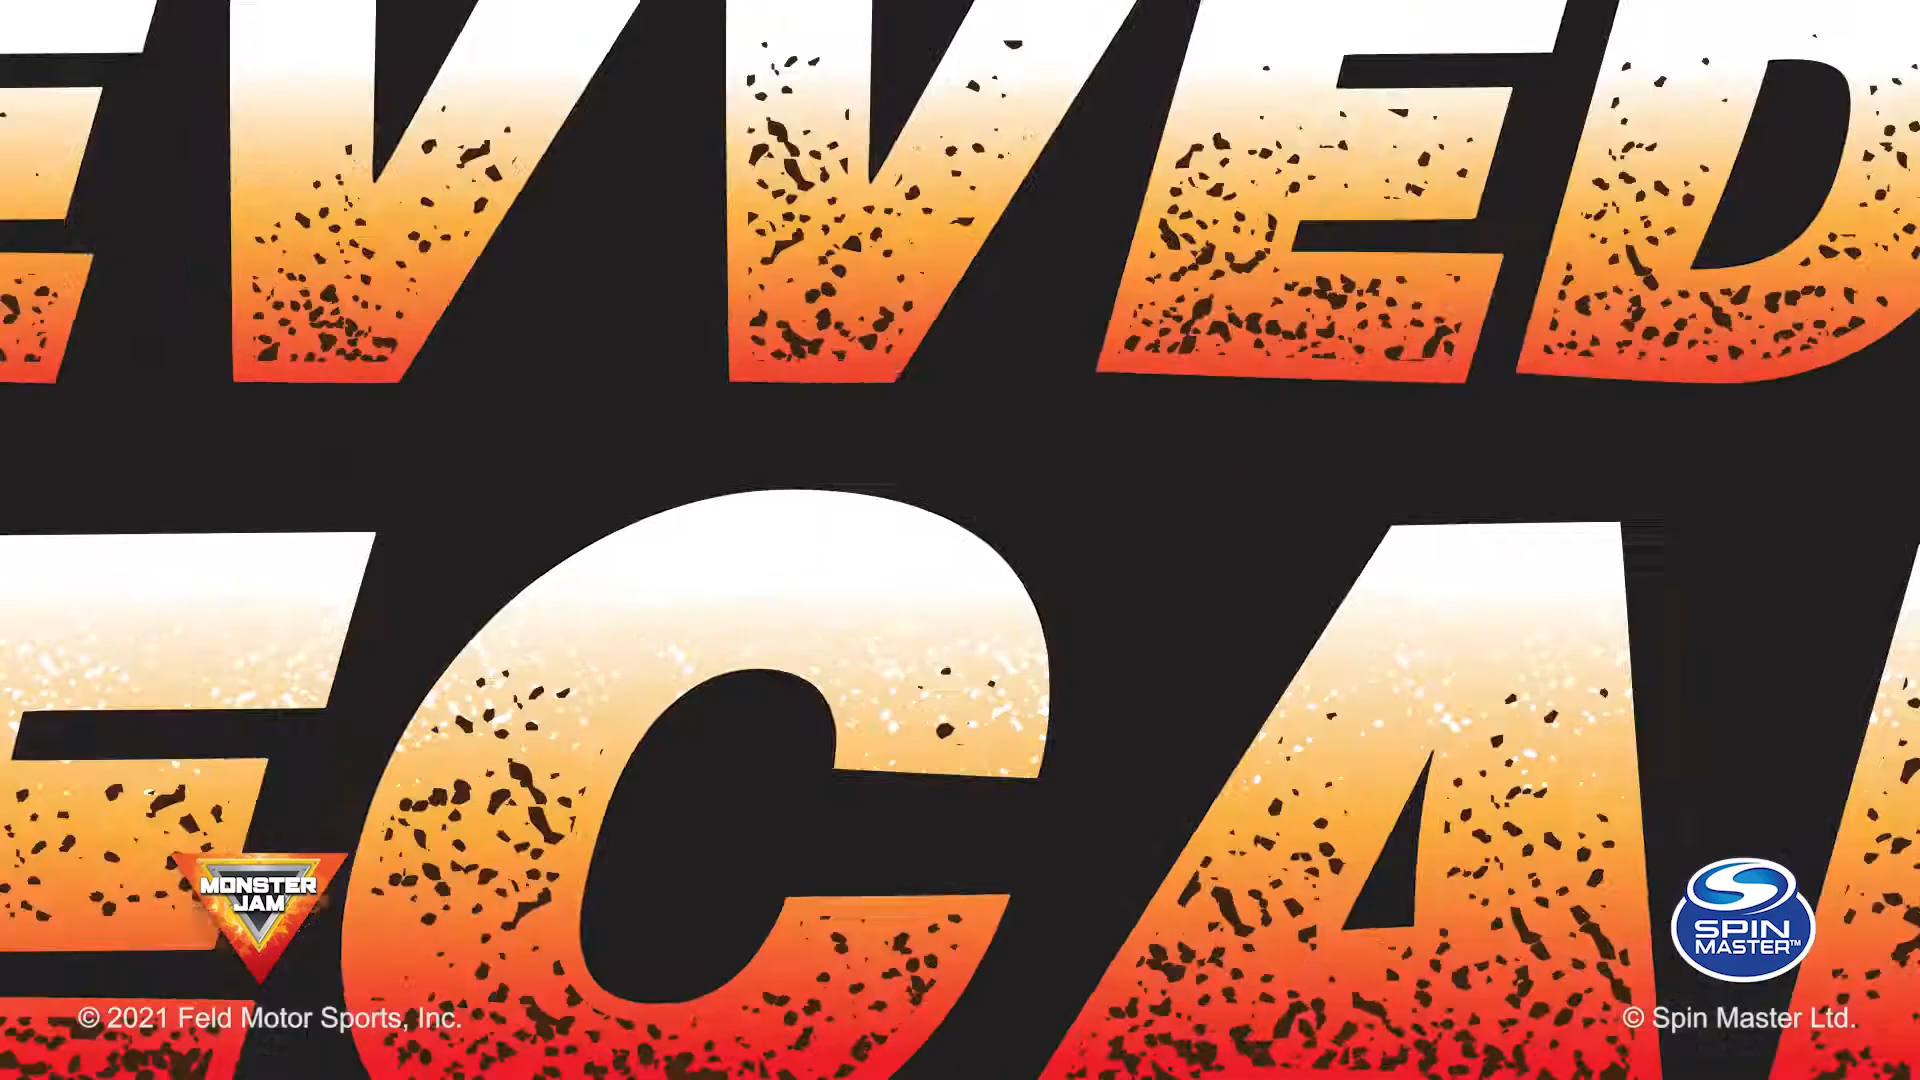 EVVED
ECA
MONSTER
JAM
SPIN
MASTER™
© 2021 Feld Motor Sports, Inc.
© Spin Master Ltd.